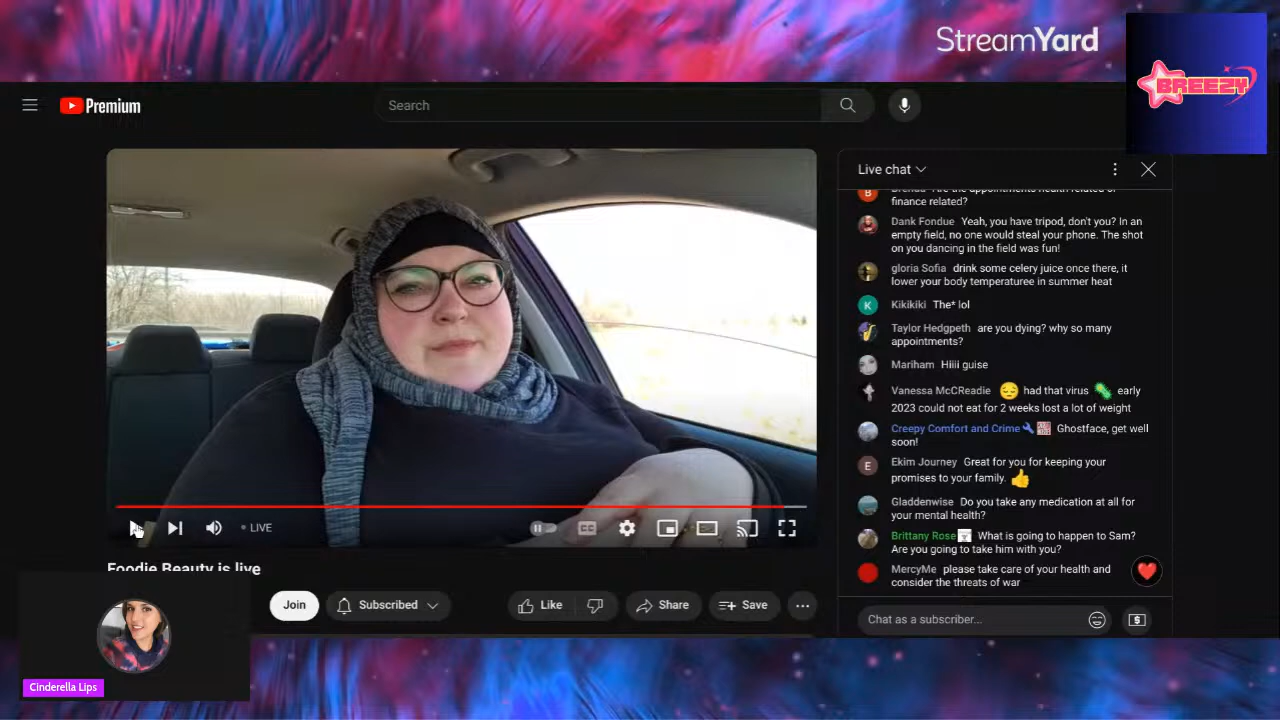 StreamYard
BREEZY
Premium
Search
Live chat
Brenda Are the appointments health related or
finance related?
Dank Fondue Yeah, you have tripod, don't you? In an
empty field, no one would steal your phone. The shot
on you dancing in the field was fun!
gloria Sofia drink some celery juice once there, it
lower your body temperaturee in summer heat
K
Kikikiki The* lol
Taylor Hedgpeth are you dying? why so many
appointments?
Mariham Hiiii guise
Vanessa McCreadie had that virus early
2023 could not eat for 2 weeks lost a lot of weight
Creepy Comfort and Crime Ghostface, get well
soon!
E
Ekim Journey Great for you for keeping your
promises to your family.
Gladdenwise Do you take any medication at all for
your mental health?
Brittany Rose What is going to happen to Sam?
Are you going to take him with you?
MercyMe please take care of your health and
consider the threats of war
Chat as a subscriber...
LIVE
CC
Foodie Beauty is live
Join
Subscribed
Like
Share
Save
Cinderella Lips